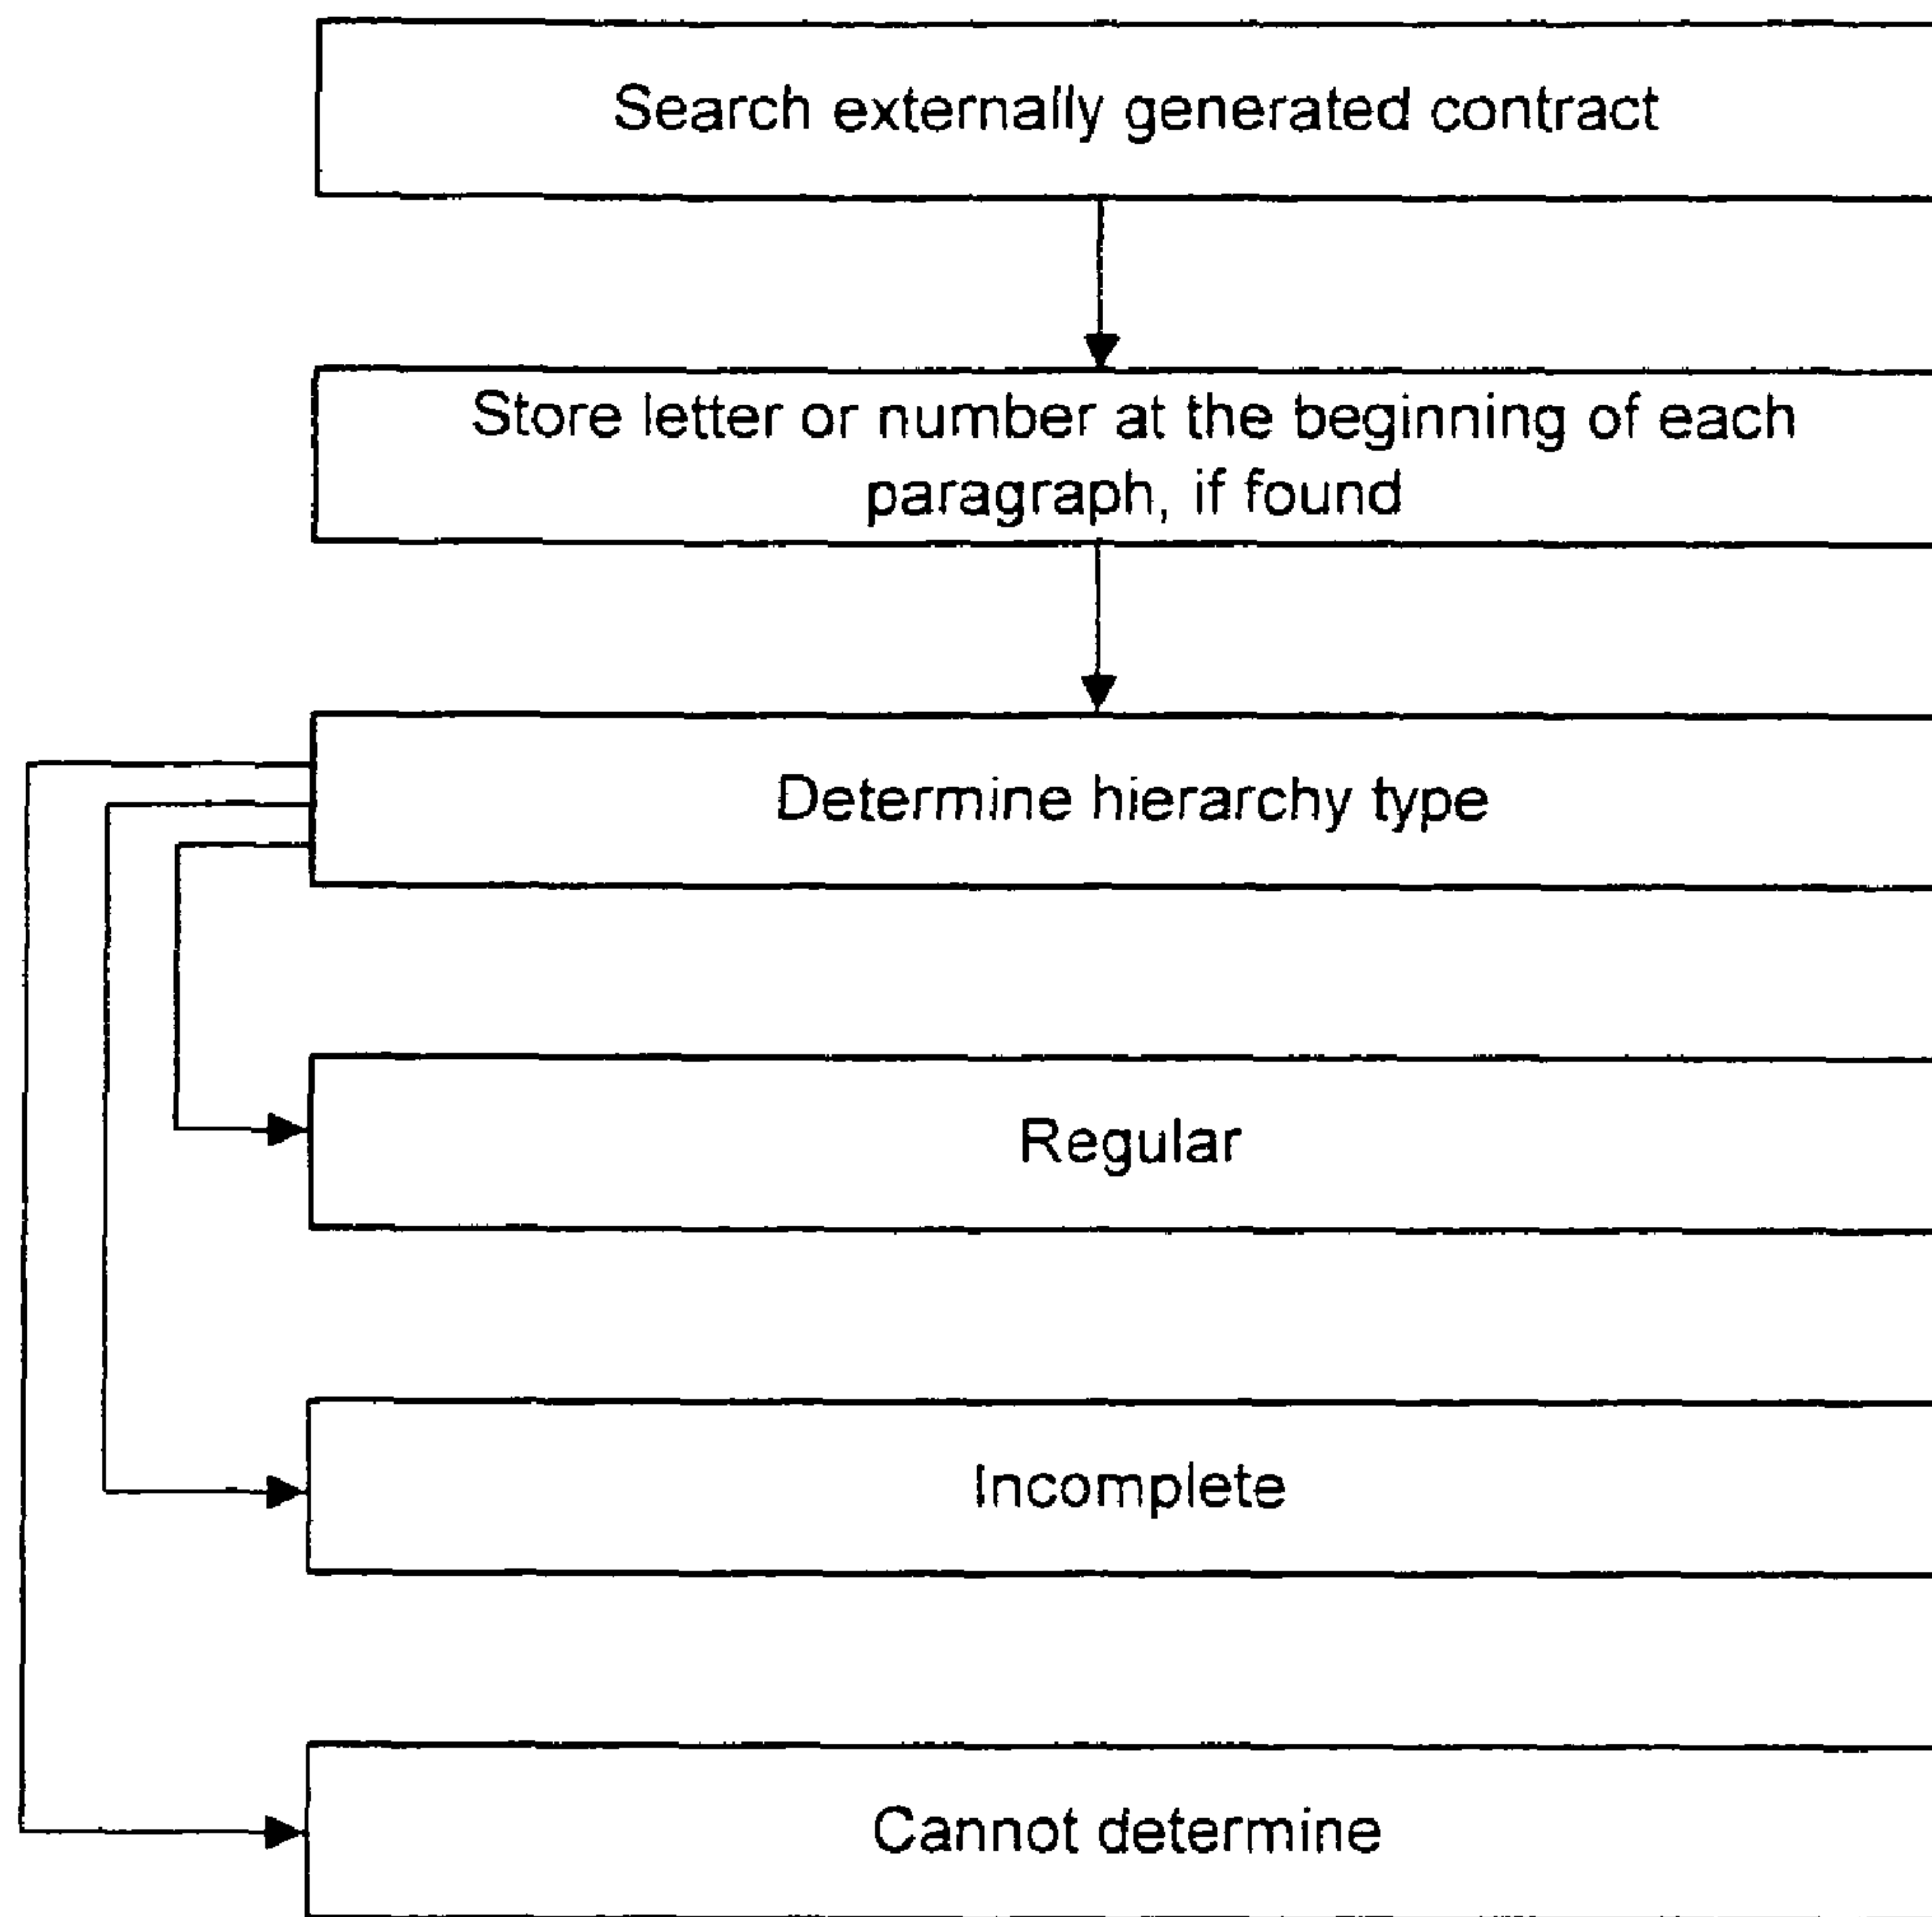 Search externally generated contract
Store letter or number at the beginning of each
paragraph, if found
Determine hierarchy type
Regular
Incomplete
Cannot determine